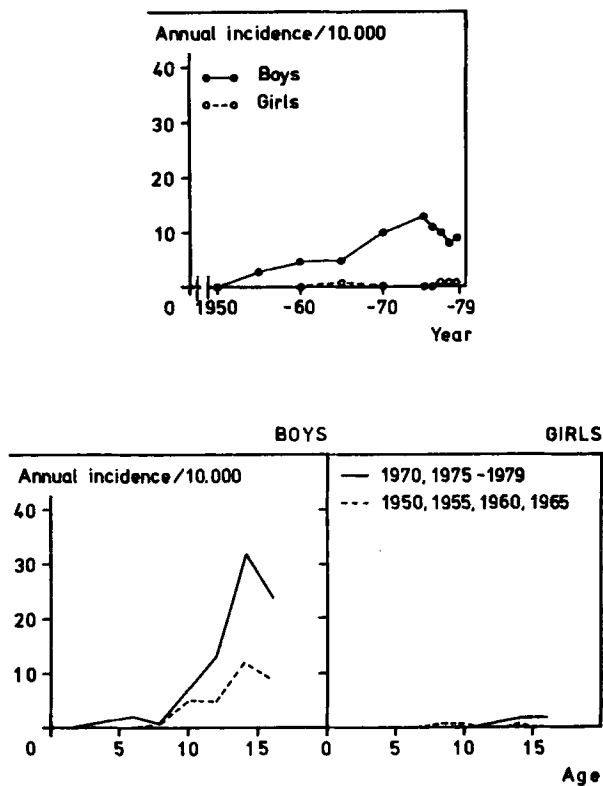 Annual incidence/10.000
40
Boys
Girls
30
20
10
0 1950 -60 -70 -79
Year
BOYS GIRLS
Annual incidence/10.000 1970, 1975-1979
40 1950, 1955, 1960, 1965
30
20
10
0 5 10 15 0 5 10 15
Age